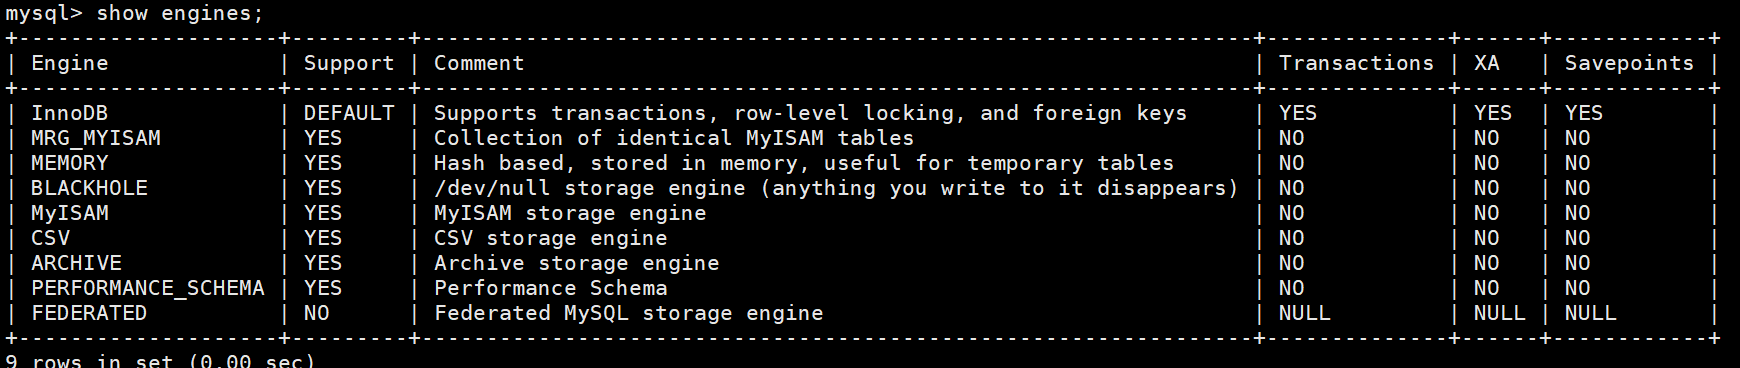 mysql> show engines;
+--------------------+---------+----------------------------------------------------------------+--------------+------+------------+
| Engine             | Support | Comment                                                        | Transactions | XA   | Savepoints |
+--------------------+---------+----------------------------------------------------------------+--------------+------+------------+
| InnoDB             | DEFAULT | Supports transactions, row-level locking, and foreign keys     | YES          | YES  | YES        |
| MRG_MYISAM         | YES     | Collection of identical MyISAM tables                          | NO           | NO   | NO         |
| MEMORY             | YES     | Hash based, stored in memory, useful for temporary tables      | NO           | NO   | NO         |
| BLACKHOLE          | YES     | /dev/null storage engine (anything you write to it disappears) | NO           | NO   | NO         |
| MyISAM             | YES     | MyISAM storage engine                                          | NO           | NO   | NO         |
| CSV                | YES     | CSV storage engine                                             | NO           | NO   | NO         |
| ARCHIVE            | YES     | Archive storage engine                                         | NO           | NO   | NO         |
| PERFORMANCE_SCHEMA | YES     | Performance Schema                                             | NO           | NO   | NO         |
| FEDERATED          | NO      | Federated MySQL storage engine                                 | NULL         | NULL | NULL       |
+--------------------+---------+----------------------------------------------------------------+--------------+------+------------+
9 rows in set (0.00 sec)